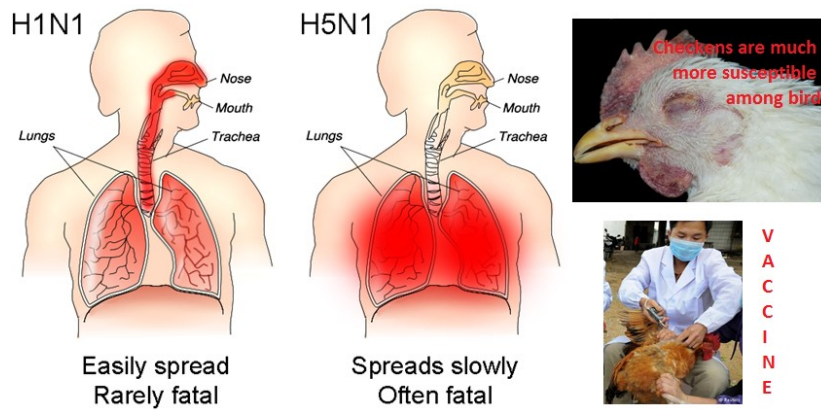 H1N1
Nose
Mouth
Trachea
Lungs
Easily spread
Rarely fatal
H5N1
Nose
Mouth
Trachea
Lungs
Spreads slowly
Often fatal
Checkens are much
more susceptible
among bird
V
A
C
C
I
N
E